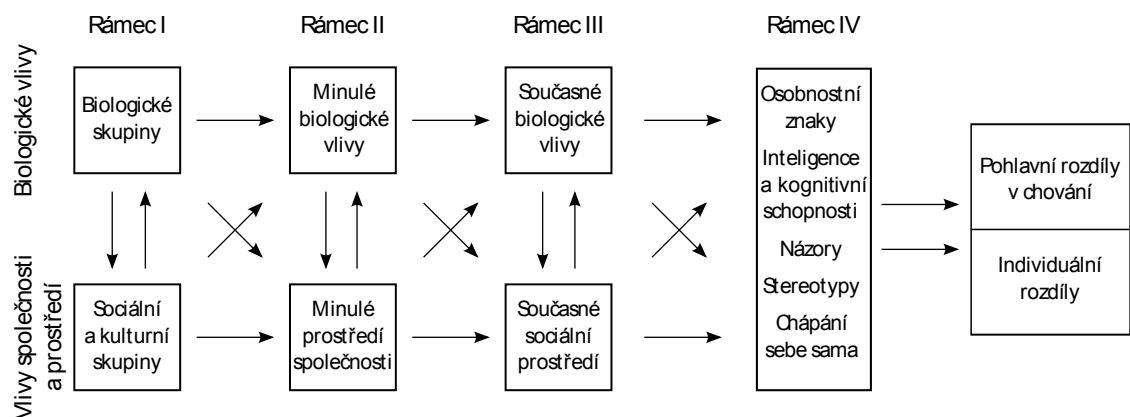 Rámec I
Rámec II
Rámec III
Rámec IV
Biologické vlivy
Biologické
skupiny
Minulé
biologické
vlivy
Současné
biologické
vlivy
Vlivy společnosti
a prostředí
Sociální
a kulturní
skupiny
Minulé
prostředí
společnosti
Současné
sociální
prostředí
Osobnostní
znaky
Inteligence
a kognitivní
schopnosti
Názory
Stereotypy
Chápání
sebe sama
Pohlavní rozdíly
v chování
Individuální
rozdíly